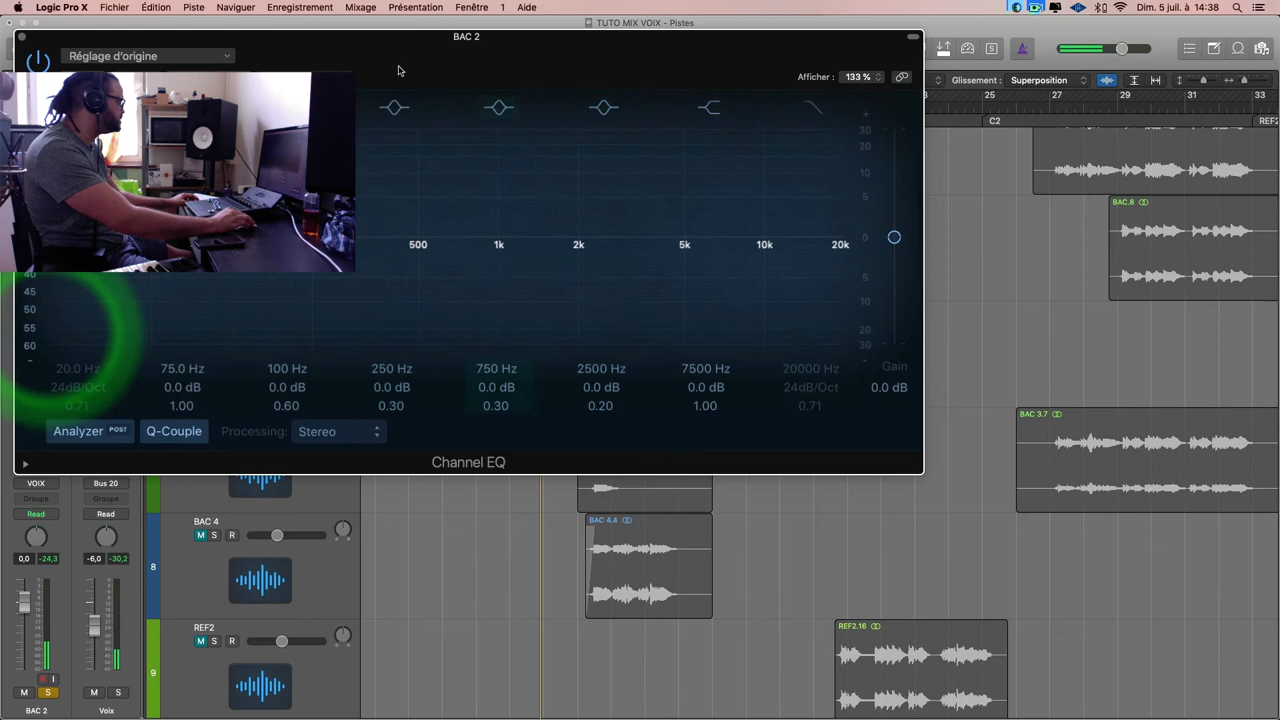 Logic Pro X Fichier Édition Piste Naviguer Enregistrement Mixage Présentation Fenêtre 1 Aide Dim. 5 juil. à 14:38
TUTO MIX VOIX - Pistes
BAC 2
Réglage d'origine
Afficher : 133 %
Glissement : Superposition
25 27 29 31 33
C2 REF2
30
20
10
5
0
5
10
20
30
500 1k 2k 5k 10k 20k
40
45
50
55
60
20.0 Hz 75.0 Hz 100 Hz 250 Hz 750 Hz 2500 Hz 7500 Hz 20000 Hz Gain
24dB/Oct 0.0 dB 0.0 dB 0.0 dB 0.0 dB 0.0 dB 0.0 dB 24dB/Oct 0.0 dB
0.71 1.00 0.60 0.30 0.30 0.20 1.00 0.71
Analyzer POST Q-Couple Processing: Stereo
Channel EQ
BAC.8
BAC 3.7
VOIX Bus 20
Groupe Groupe
Read Read
0,0 -24,3 -6,0 -30,2
R I
M S M S
BAC 2 Voix
8
BAC 4
M S R
BAC 4.4
9
REF2
M S R
REF2.16